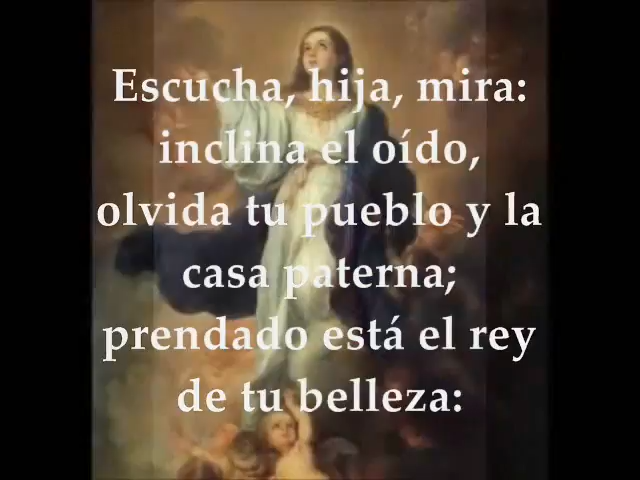 Escucha, hija, mira:
inclina el oído,
olvida tu pueblo y la
casa paterna;
prendado está el rey
de tu belleza: